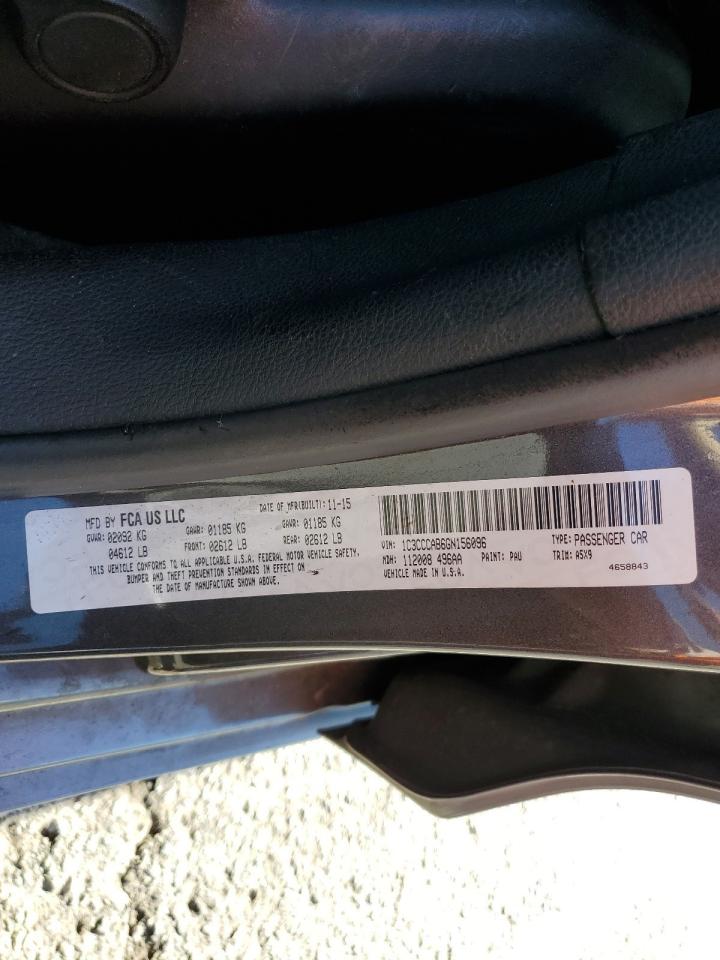 MFD BY FCA US LLC DATE OF MFR(BUILT): 11-15
GVWR: 02092 KG GAWR: 01185 KG GAWR: 01185 KG
04612 LB FRONT: 02612 LB REAR: 02612 LB
THIS VEHICLE CONFORMS TO ALL APPLICABLE U.S.A. FEDERAL MOTOR VEHICLE SAFETY,
BUMPER AND THEFT PREVENTION STANDARDS IN EFFECT ON
THE DATE OF MANUFACTURE SHOWN ABOVE.
VIN: 1C3CCCAB6GN156096 TYPE: PASSENGER CAR
MDH: 112008 496AA PAINT: PAU TRIM: A5X9
VEHICLE MADE IN U.S.A. 4658843